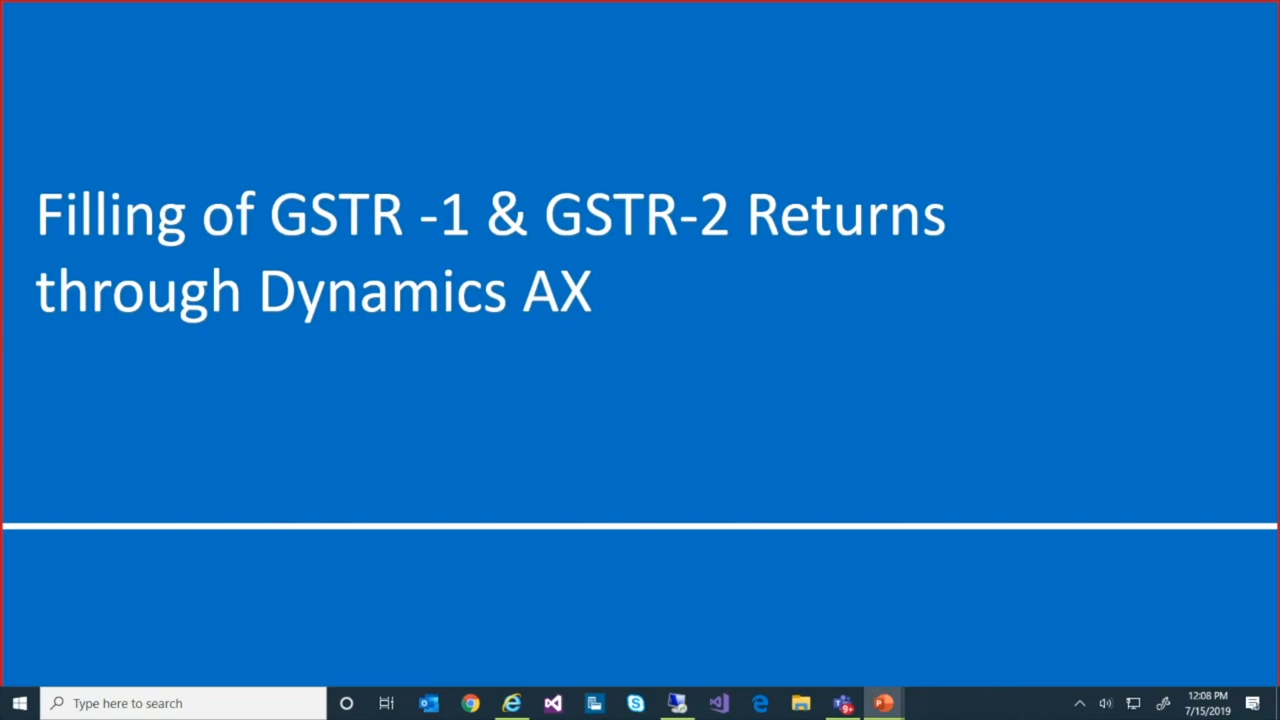 Filling of GSTR -1 & GSTR-2 Returns
through Dynamics AX
Type here to search
9+
12:08 PM
7/15/2019